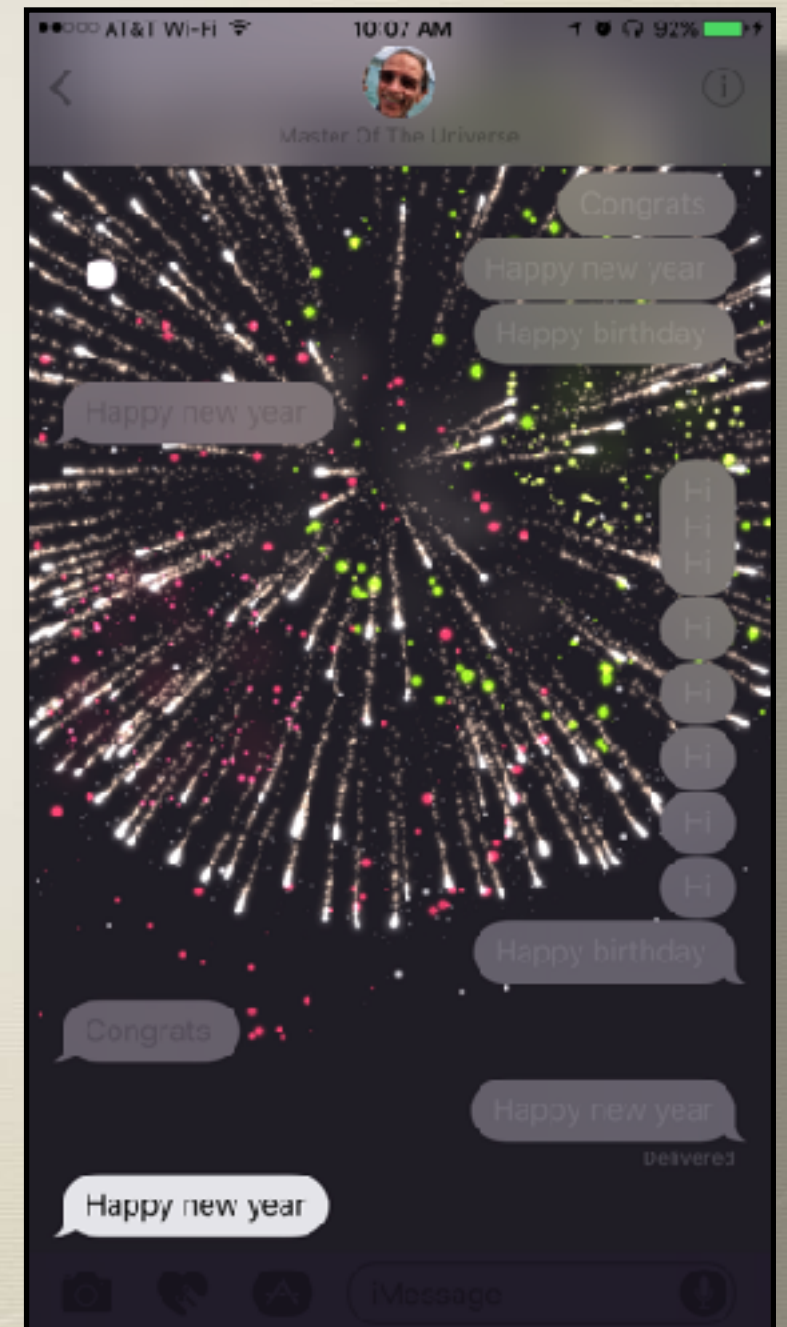 AT&T Wi-Fi 10:07 AM 92%
Master Of The Universe
Congrats
Happy new year
Happy birthday
Happy new year
Hi
Hi
Hi
Hi
Hi
Hi
Hi
Hi
Happy birthday
Congrats
Happy new year
Delivered
Happy new year
iMessage